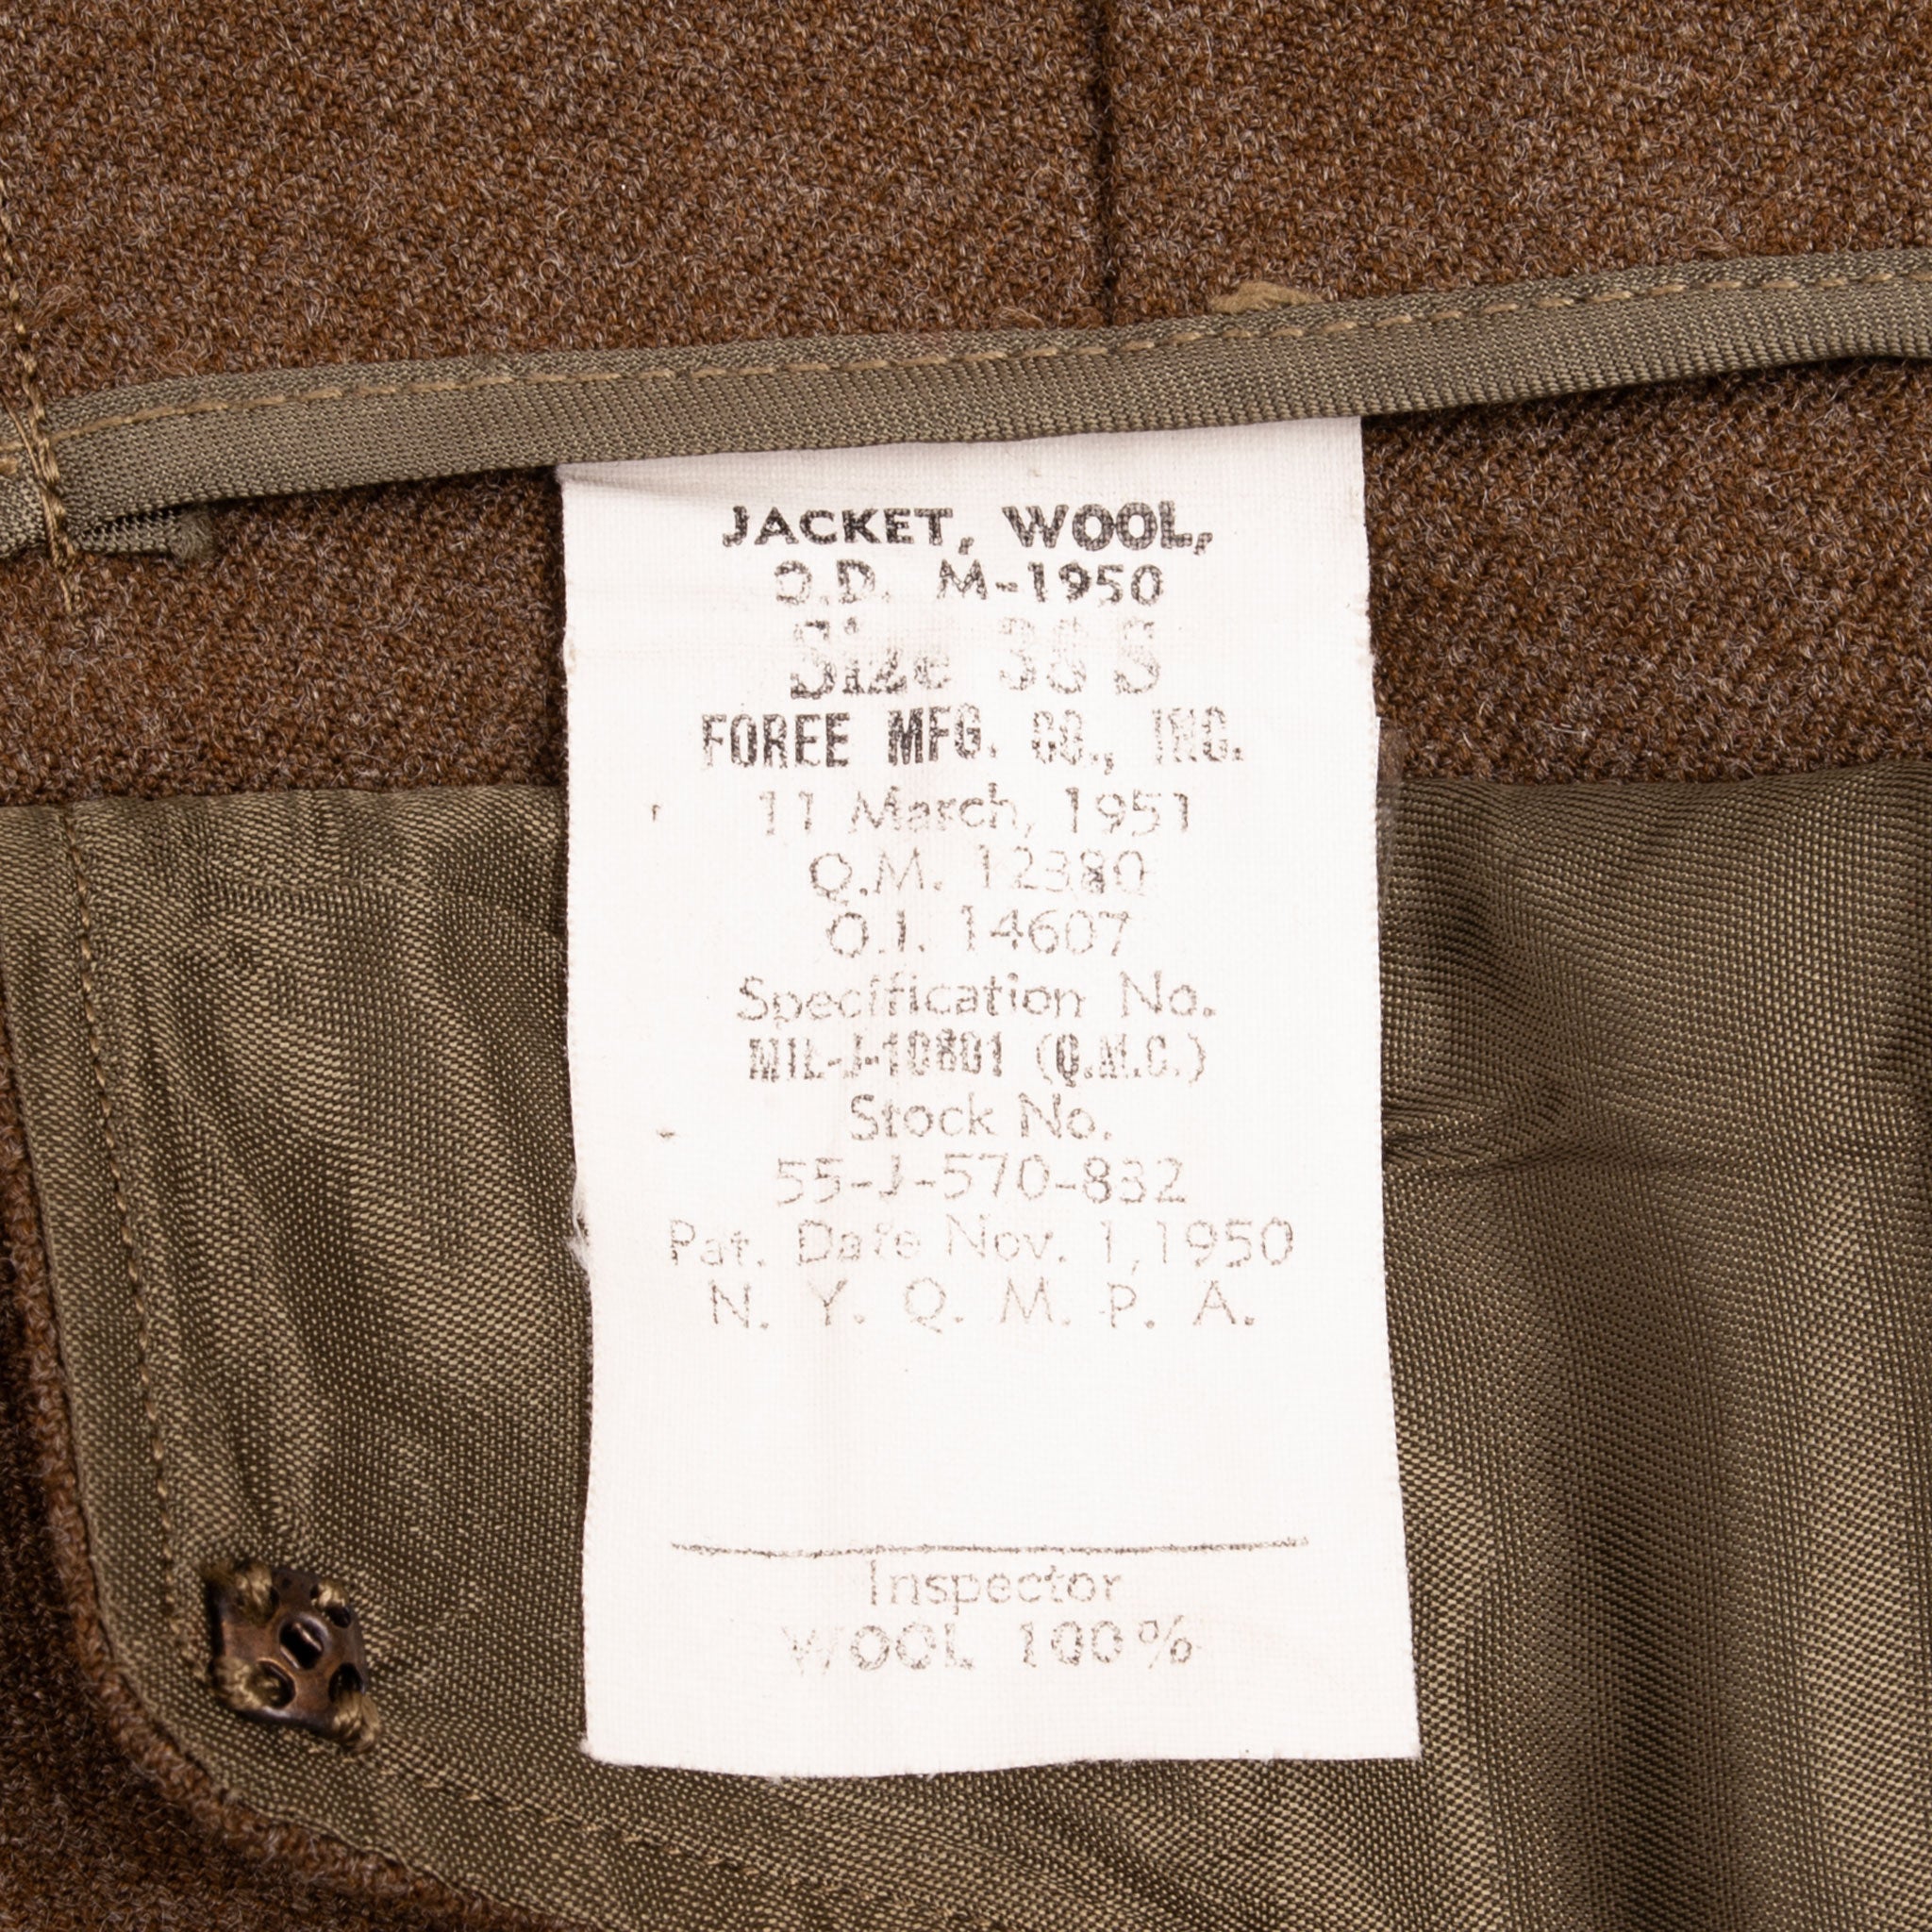 JACKET, WOOL,
O.D. M-1950
Size 38 S
FOREE MFG. CO., INC.
11 March, 1951
Q.M. 12380
O.I. 14607
Specification No.
MIL-J-10801 (Q.M.C.)
Stock No.
55-J-570-832
Pat. Date Nov. 1,1950
N. Y. Q. M. P. A.
Inspector
WOOL 100%